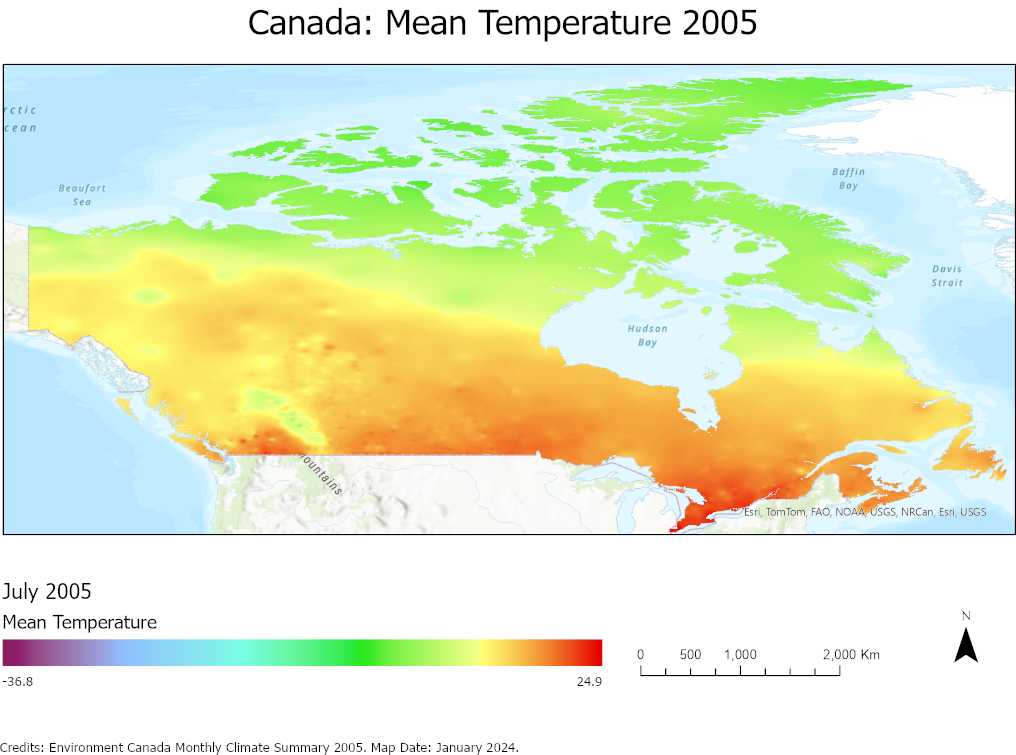 Canada: Mean Temperature 2005
rctic
cean
Beaufort
Sea
Baffin
Bay
Davis
Strait
Hudson
Bay
ountains
Esri, TomTom, FAO, NOAA, USGS, NRCan, Esri, USGS
July 2005
Mean Temperature
-36.8
24.9
0 500 1,000 2,000 Km
N
Credits: Environment Canada Monthly Climate Summary 2005. Map Date: January 2024.